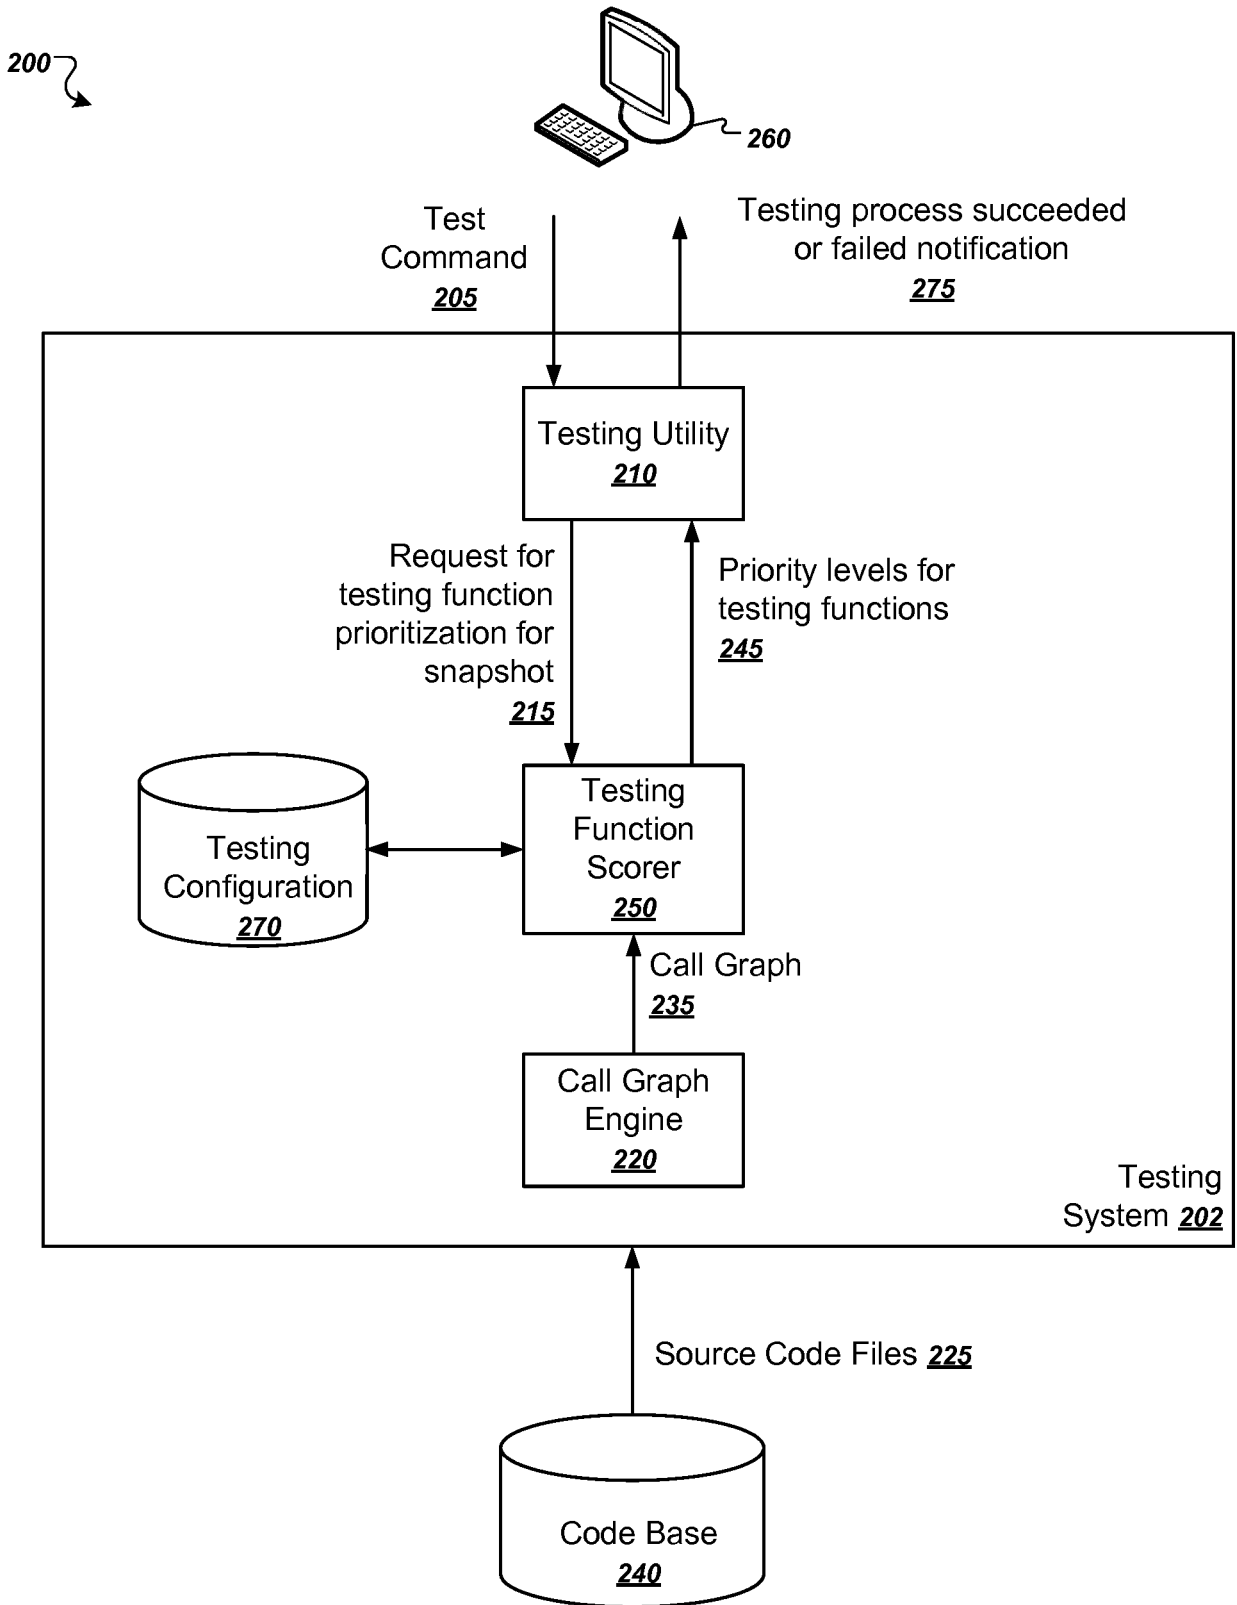 200
260
Test
Command
205
Testing process succeeded
or failed notification
275
Testing Utility
210
Request for
testing function
prioritization for
snapshot
215
Priority levels for
testing functions
245
Testing
Configuration
270
Testing
Function
Scorer
250
Call Graph
235
Call Graph
Engine
220
Testing
System 202
Source Code Files 225
Code Base
240